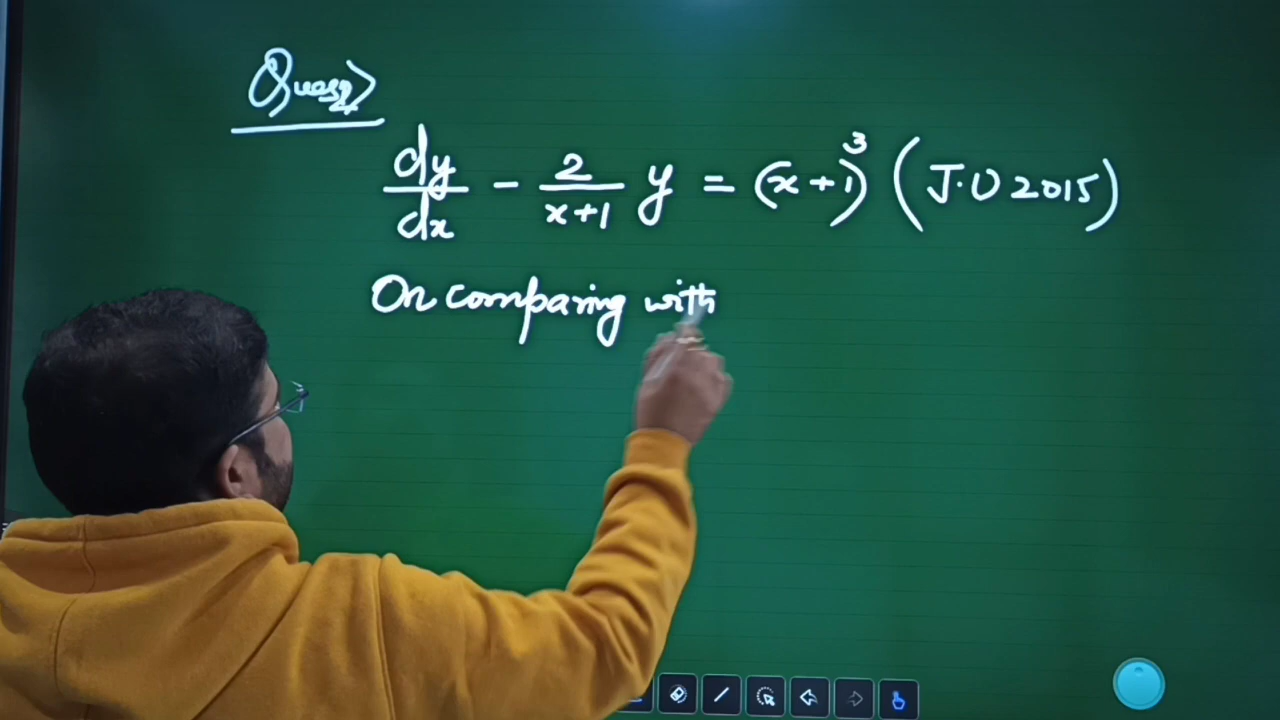 Ques>
dy/dx - 2/x+1 y = (x+1)³ (J.U 2015)
On comparing with